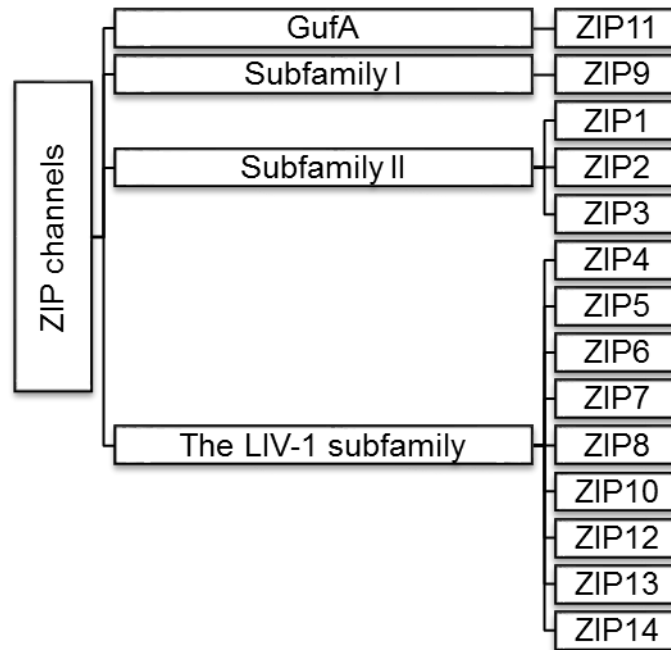 ZIP channels
GufA
ZIP11
Subfamily I
ZIP9
Subfamily II
ZIP1
ZIP2
ZIP3
The LIV-1 subfamily
ZIP4
ZIP5
ZIP6
ZIP7
ZIP8
ZIP10
ZIP12
ZIP13
ZIP14